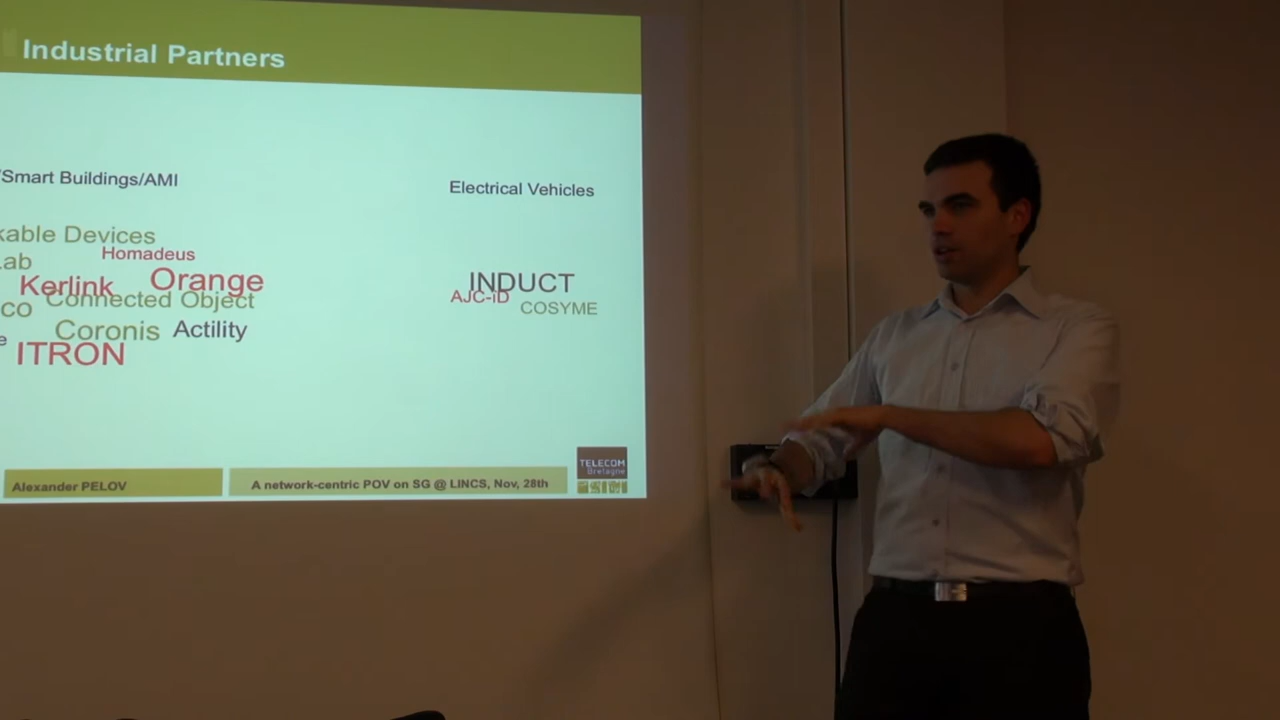 Industrial Partners
/Smart Buildings/AMI
Electrical Vehicles
kable Devices
Homadeus
Lab
Kerlink Orange
Connected Object
co
Coronis Actility
e
ITRON
INDUCT
AJC-iD
COSYME
Alexander PELOV
A network-centric POV on SG @ LINCS, Nov, 28th
TELECOM
Bretagne